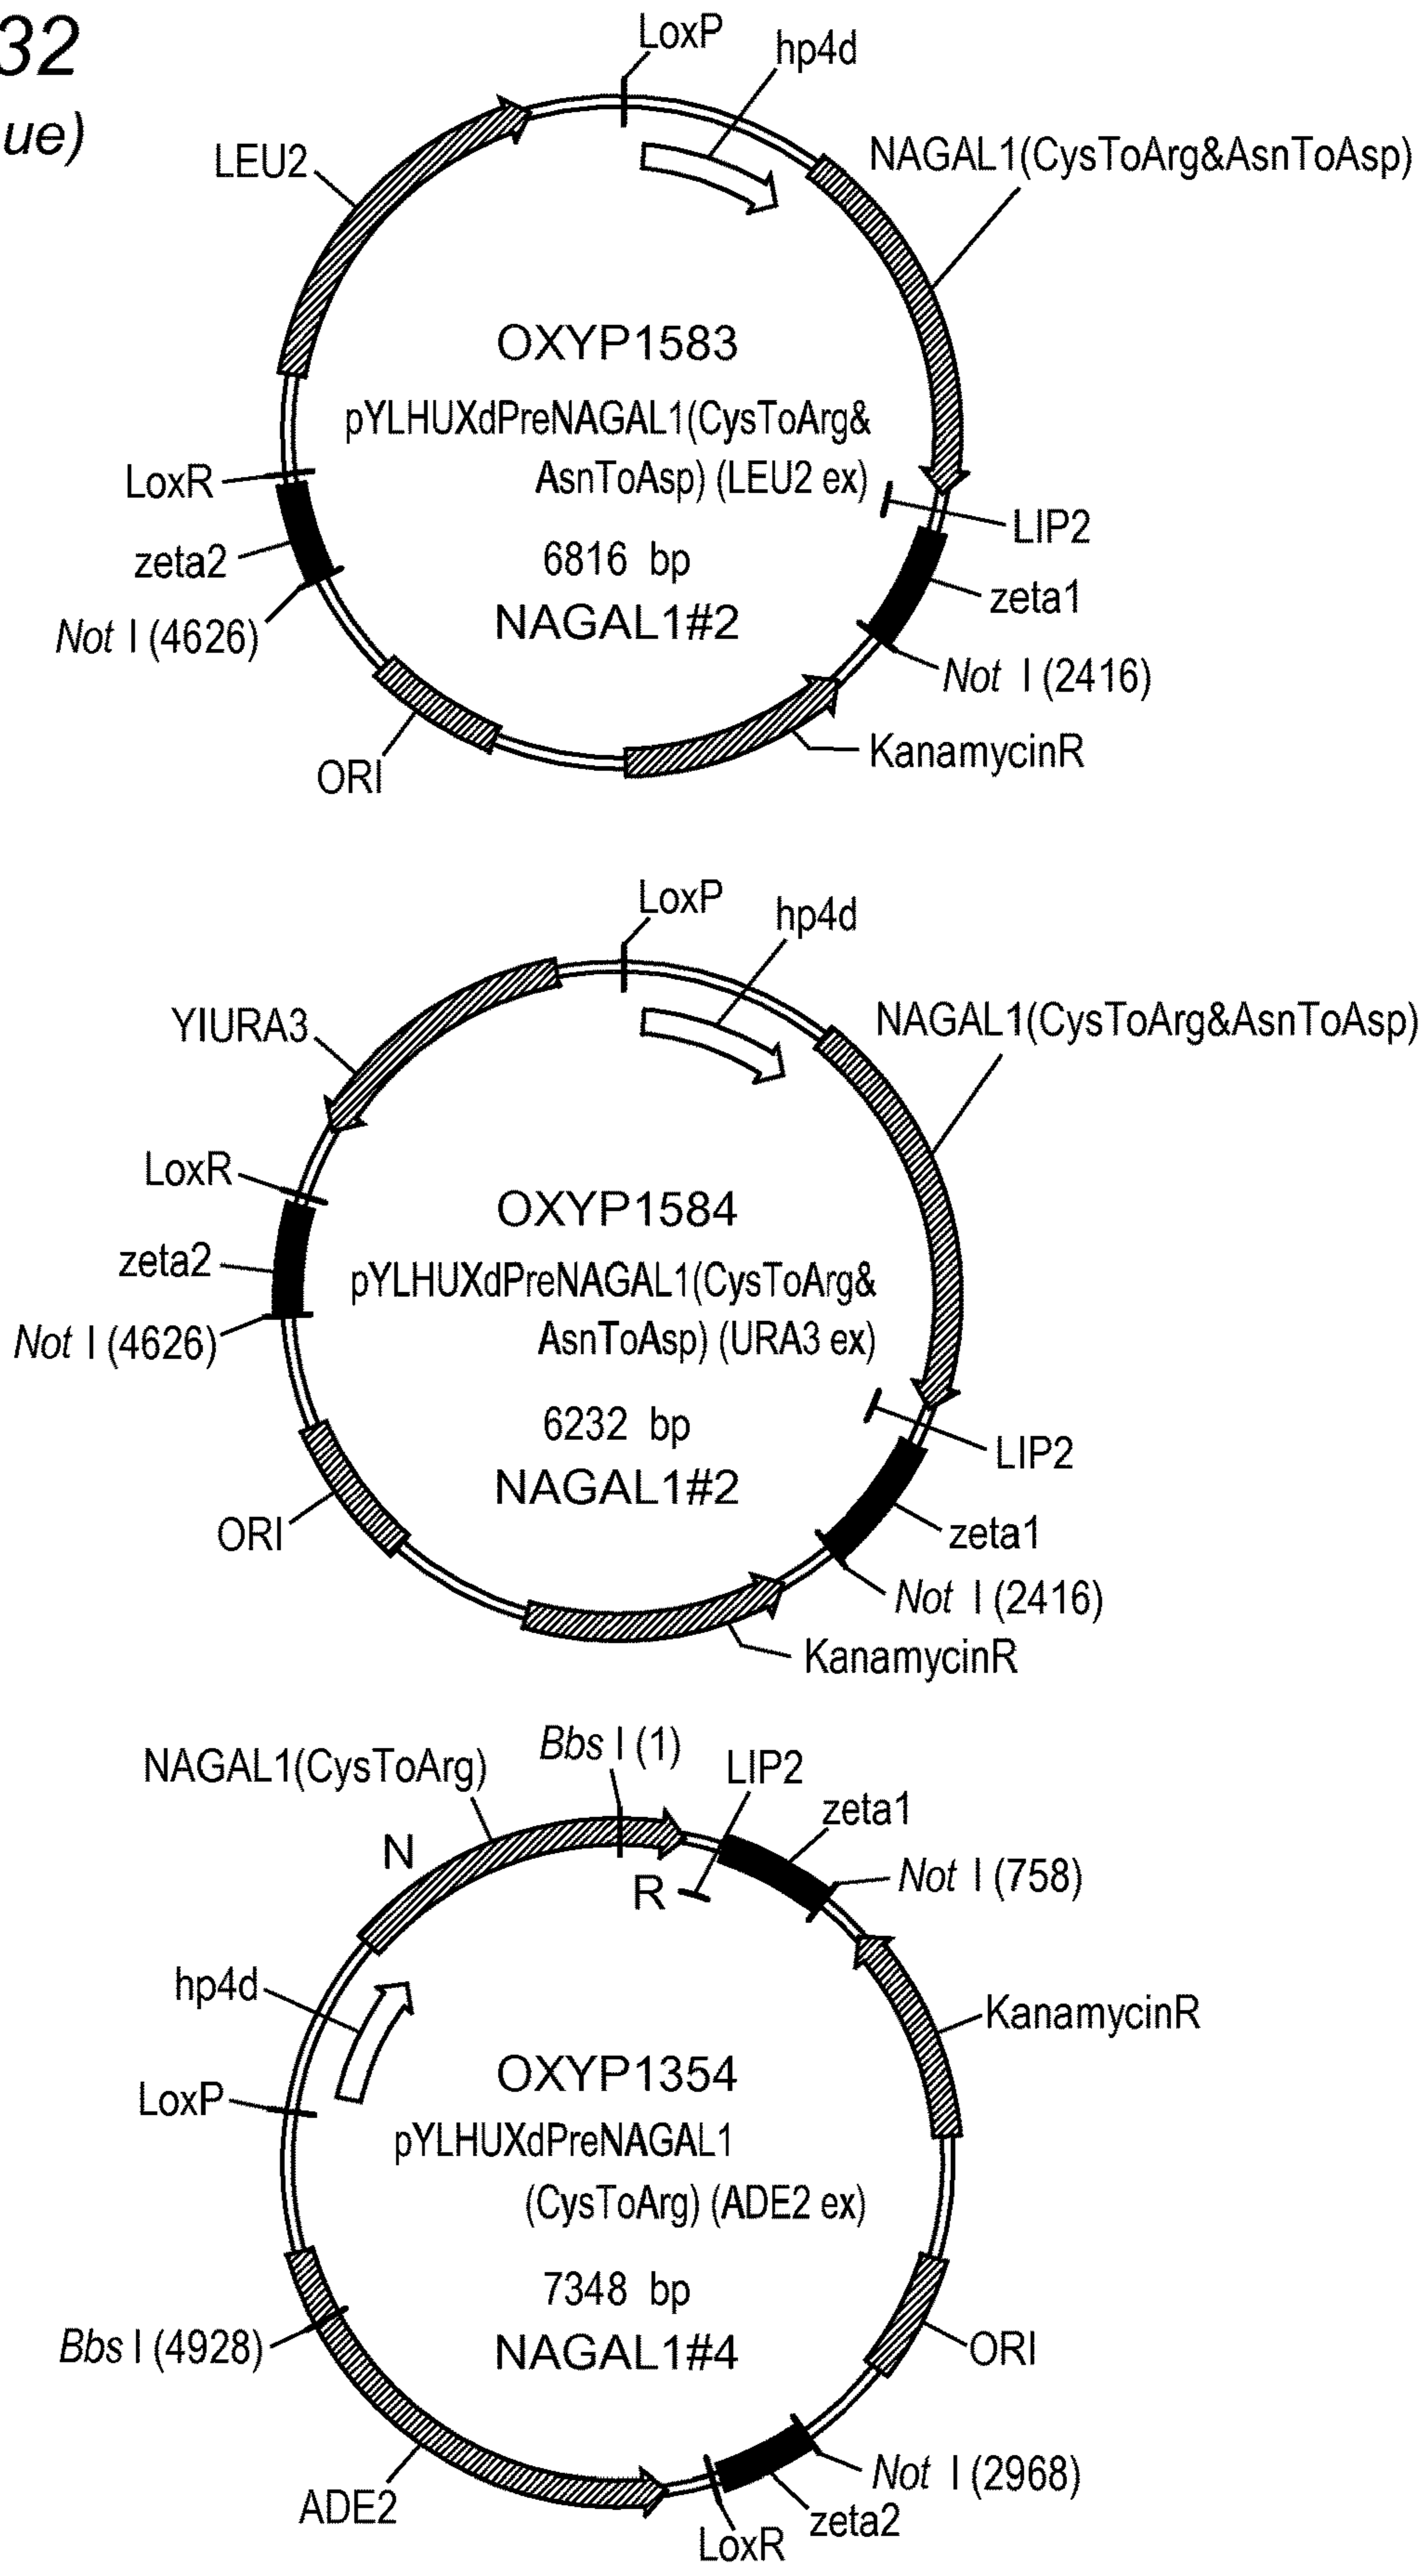 32
ue)
LoxP
hp4d
LEU2
NAGAL1(CysToArg&AsnToAsp)
OXYP1583
pYLHUXdPreNAGAL1(CysToArg&
AsnToAsp) (LEU2 ex)
6816 bp
NAGAL1#2
LoxR
LIP2
zeta2
zeta1
Not I (4626)
Not I (2416)
KanamycinR
ORI
LoxP
hp4d
YIURA3
NAGAL1(CysToArg&AsnToAsp)
LoxR
OXYP1584
zeta2
pYLHUXdPreNAGAL1(CysToArg&
AsnToAsp) (URA3 ex)
Not I (4626)
6232 bp
NAGAL1#2
LIP2
ORI
zeta1
Not I (2416)
KanamycinR
Bbs I (1)
NAGAL1(CysToArg)
LIP2
zeta1
N
R
Not I (758)
hp4d
KanamycinR
OXYP1354
LoxP
pYLHUXdPreNAGAL1
(CysToArg) (ADE2 ex)
7348 bp
Bbs I (4928)
NAGAL1#4
ORI
Not I (2968)
ADE2
zeta2
LoxR